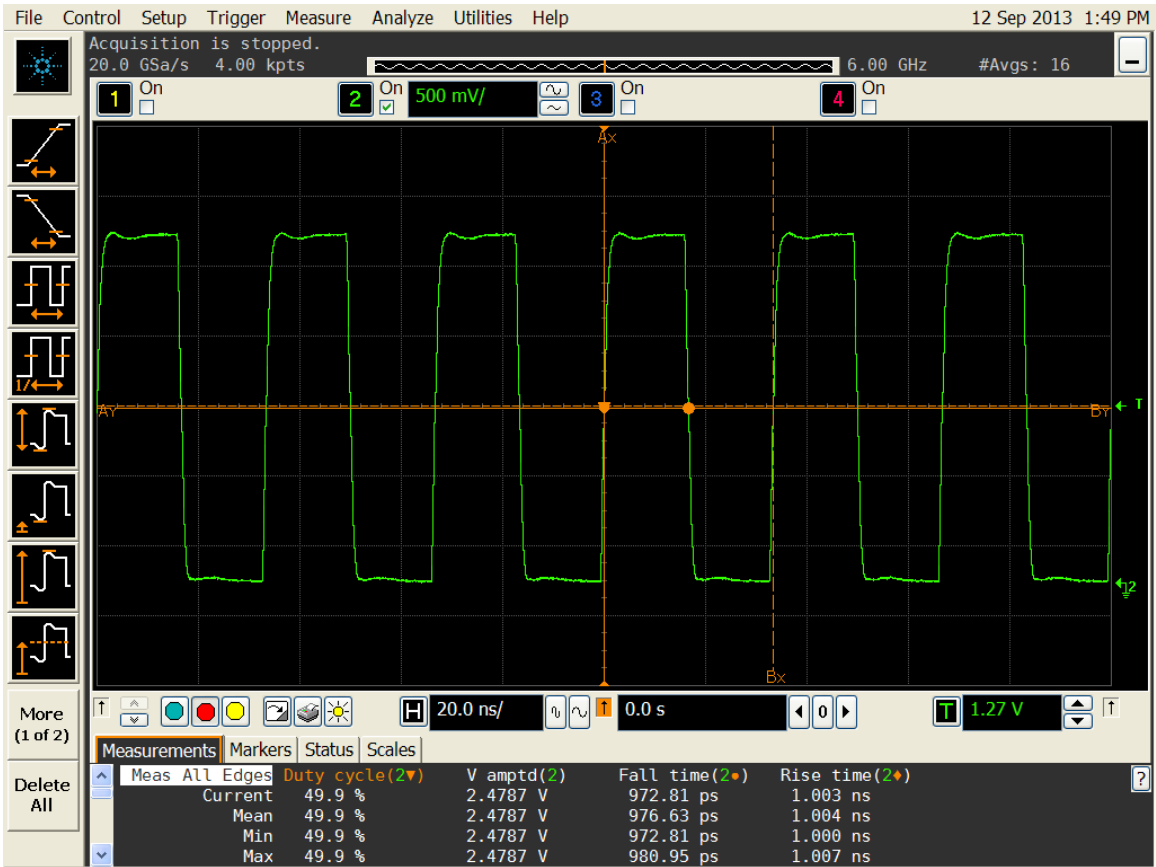 File Control Setup Trigger Measure Analyze Utilities Help 12 Sep 2013 1:49 PM
Acquisition is stopped.
20.0 GSa/s 4.00 kpts 6.00 GHz #Avgs: 16
1 On 2 On 500 mV/ 3 On 4 On
Ax
1/
AY BY T
2
Bx
More
(1 of 2)
H 20.0 ns/ 0.0 s 0 T 1.27 V
Delete
All
Measurements Markers Status Scales
Meas All Edges Duty cycle(2▼) V amptd(2) Fall time(2●) Rise time(2♦) ?
Current 49.9 % 2.4787 V 972.81 ps 1.003 ns
Mean 49.9 % 2.4787 V 976.63 ps 1.004 ns
Min 49.9 % 2.4787 V 972.81 ps 1.000 ns
Max 49.9 % 2.4787 V 980.95 ps 1.007 ns